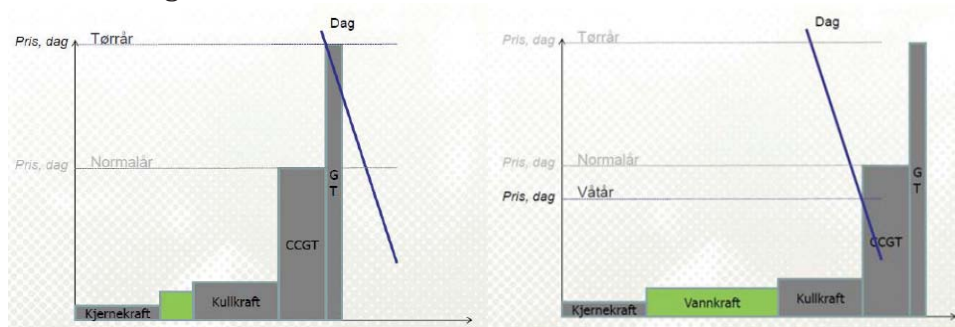 Dag
Pris, dag Tørrår
Pris, dag Normalår
G
T
CCGT
Kullkraft
Kjernekraft
Dag
Pris, dag Tørrår
Pris, dag Normalår
Pris, dag Våtår
G
T
CCGT
Kullkraft
Vannkraft
Kjernekraft